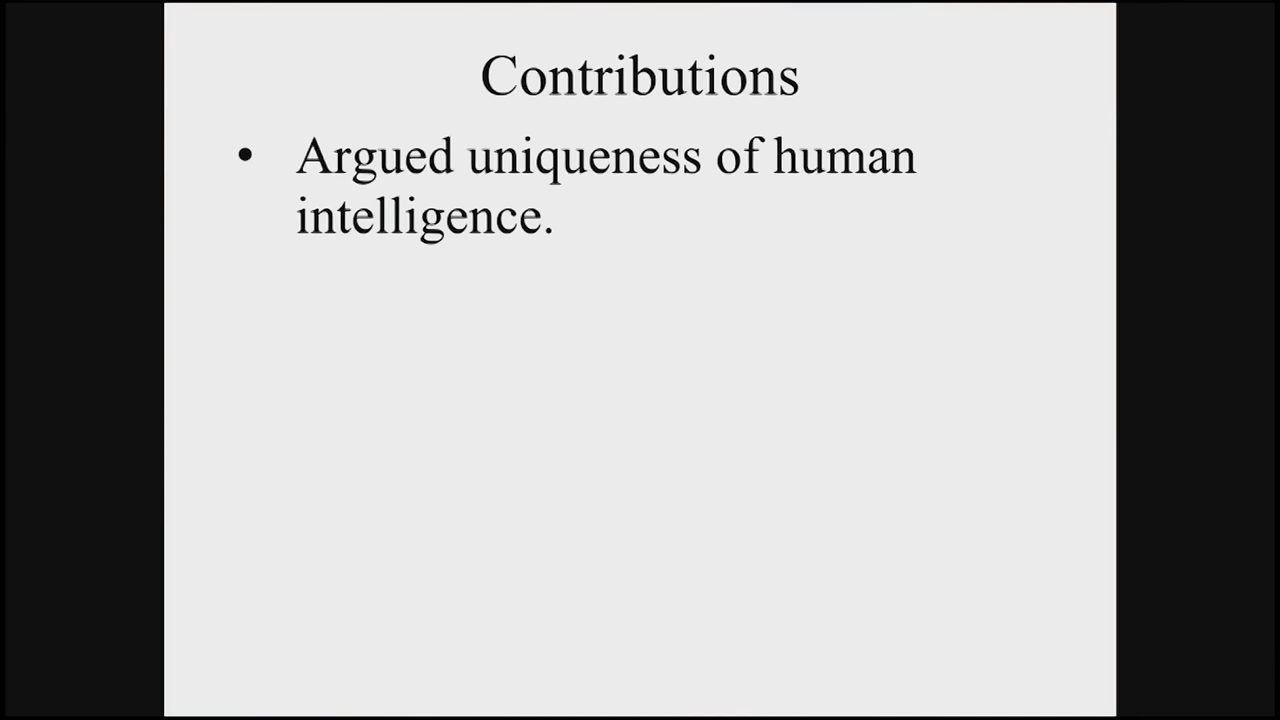 Contributions
• Argued uniqueness of human
intelligence.